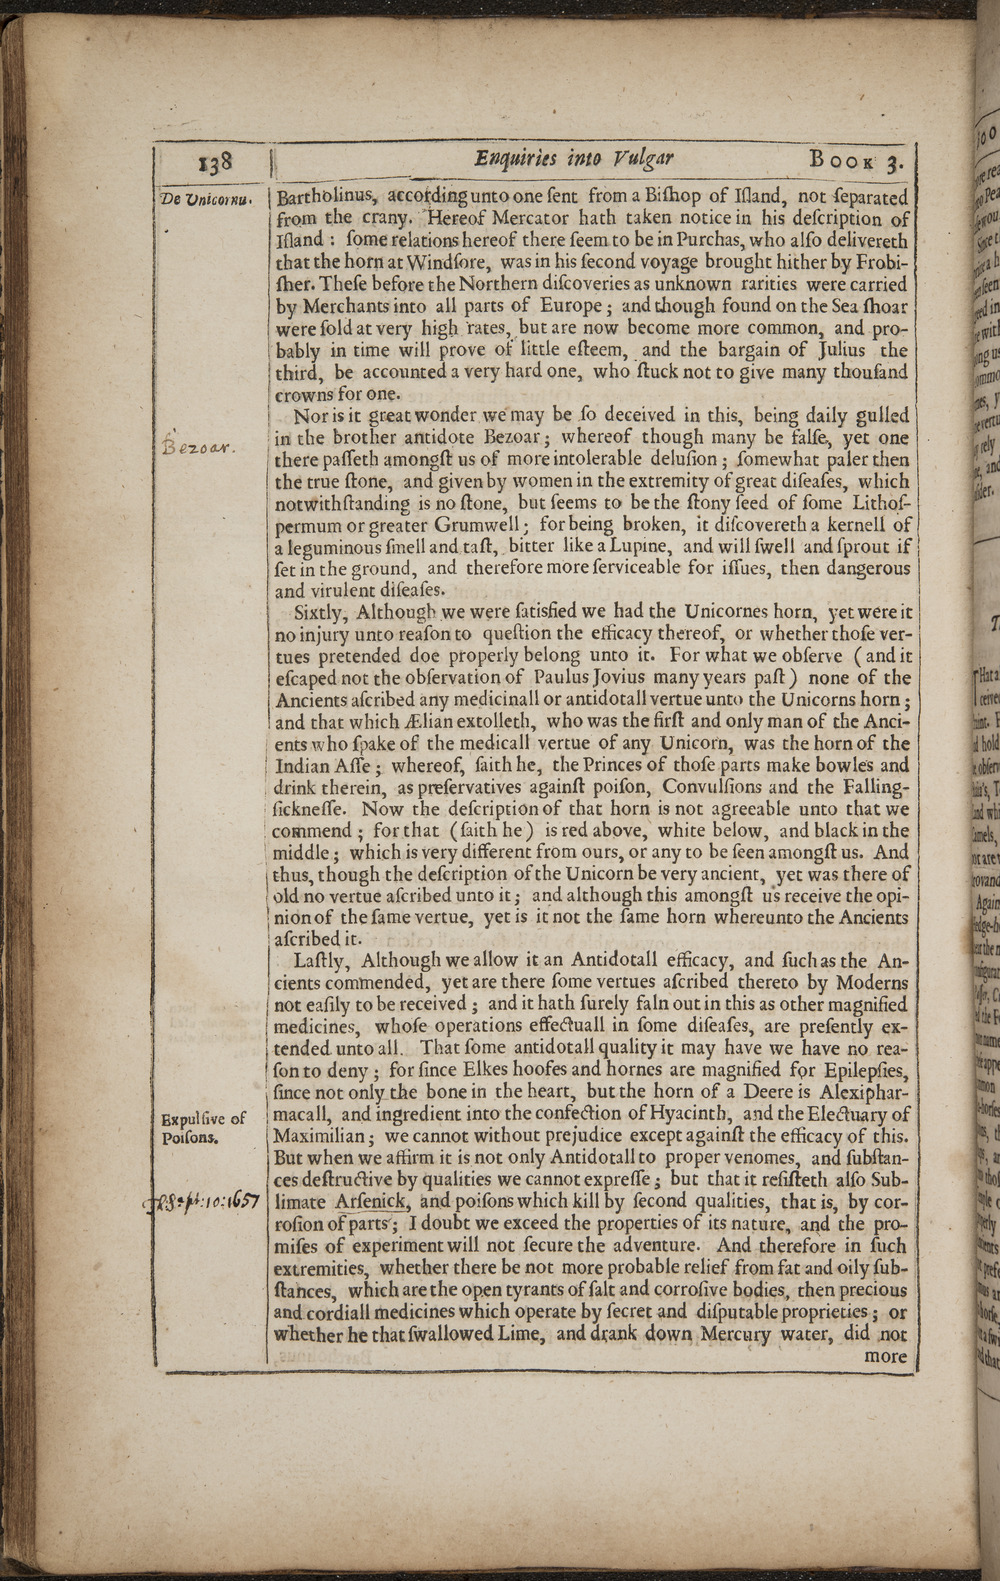 138
Enquiries into Vulgar
Book 3.
De Unicornu.
Bartholinus, according unto one ſent from a Biſhop of Iſland, not ſeparated
from the crany. Hereof Mercator hath taken notice in his deſcription of
Iſland : ſome relations hereof there ſeem to be in Purchas, who alſo delivereth
that the horn at Windſore, was in his ſecond voyage brought hither by Frobi-
ſher. Theſe before the Northern diſcoveries as unknown rarities were carried
by Merchants into all parts of Europe ; and though found on the Sea ſhoar
were ſold at very high rates, but are now become more common, and pro-
bably in time will prove of little eſteem, and the bargain of Julius the
third, be accounted a very hard one, who ſtuck not to give many thouſand
crowns for one.
Nor is it great wonder we may be ſo deceived in this, being daily gulled
Bezoar.
in the brother antidote Bezoar ; whereof though many be falſe, yet one
there paſſeth amongſt us of more intolerable deluſion ; ſomewhat paler then
the true ſtone, and given by women in the extremity of great diſeaſes, which
notwithſtanding is no ſtone, but ſeems to be the ſtony ſeed of ſome Lithoſ-
permum or greater Grumwell ; for being broken, it diſcovereth a kernell of
a leguminous ſmell and taſt, bitter like a Lupine, and will ſwell and ſprout if
ſet in the ground, and therefore more ſerviceable for iſſues, then dangerous
and virulent diſeaſes.
Sixtly, Although we were ſatisfied we had the Unicornes horn, yet were it
no injury unto reaſon to queſtion the efficacy thereof, or whether thoſe ver-
tues pretended doe properly belong unto it. For what we obſerve ( and it
eſcaped not the obſervation of Paulus Jovius many years paſt ) none of the
Ancients aſcribed any medicinall or antidotall vertue unto the Unicorns horn ;
and that which Ælian extolleth, who was the firſt and only man of the Anci-
ents who ſpake of the medicall vertue of any Unicorn, was the horn of the
Indian Aſſe ; whereof, ſaith he, the Princes of thoſe parts make bowles and
drink therein, as preſervatives againſt poiſon, Convulſions and the Falling-
ſickneſſe. Now the deſcription of that horn is not agreeable unto that we
commend ; for that ( ſaith he ) is red above, white below, and black in the
middle ; which is very different from ours, or any to be ſeen amongſt us. And
thus, though the deſcription of the Unicorn be very ancient, yet was there of
old no vertue aſcribed unto it ; and although this amongſt us receive the opi-
nion of the ſame vertue, yet is it not the ſame horn whereunto the Ancients
aſcribed it.
Laſtly, Although we allow it an Antidotall efficacy, and ſuch as the An-
cients commended, yet are there ſome vertues aſcribed thereto by Moderns
not eaſily to be received ; and it hath ſurely faln out in this as other magnified
medicines, whoſe operations effectuall in ſome diſeaſes, are preſently ex-
tended unto all. That ſome antidotall quality it may have we have no rea-
ſon to deny ; for ſince Elkes hoofes and hornes are magnified for Epilepſies,
ſince not only the bone in the heart, but the horn of a Deere is Alexiphar-
Expulſive of
Poiſons.
macall, and ingredient into the confection of Hyacinth, and the Electuary of
Maximilian ; we cannot without prejudice except againſt the efficacy of this.
But when we affirm it is not only Antidotall to proper venomes, and ſubſtan-
ces deſtructive by qualities we cannot expreſſe ; but that it reſiſteth alſo Sub-
Sept: 10: 1657
limate Arſenick, and poiſons which kill by ſecond qualities, that is, by cor-
roſion of parts ; I doubt we exceed the properties of its nature, and the pro-
miſes of experiment will not ſecure the adventure. And therefore in ſuch
extremities, whether there be not more probable relief from fat and oily ſub-
ſtances, which are the open tyrants of ſalt and corroſive bodies, then precious
and cordiall medicines which operate by ſecret and diſputable proprieties ; or
whether he that ſwallowed Lime, and drank down Mercury water, did not
more